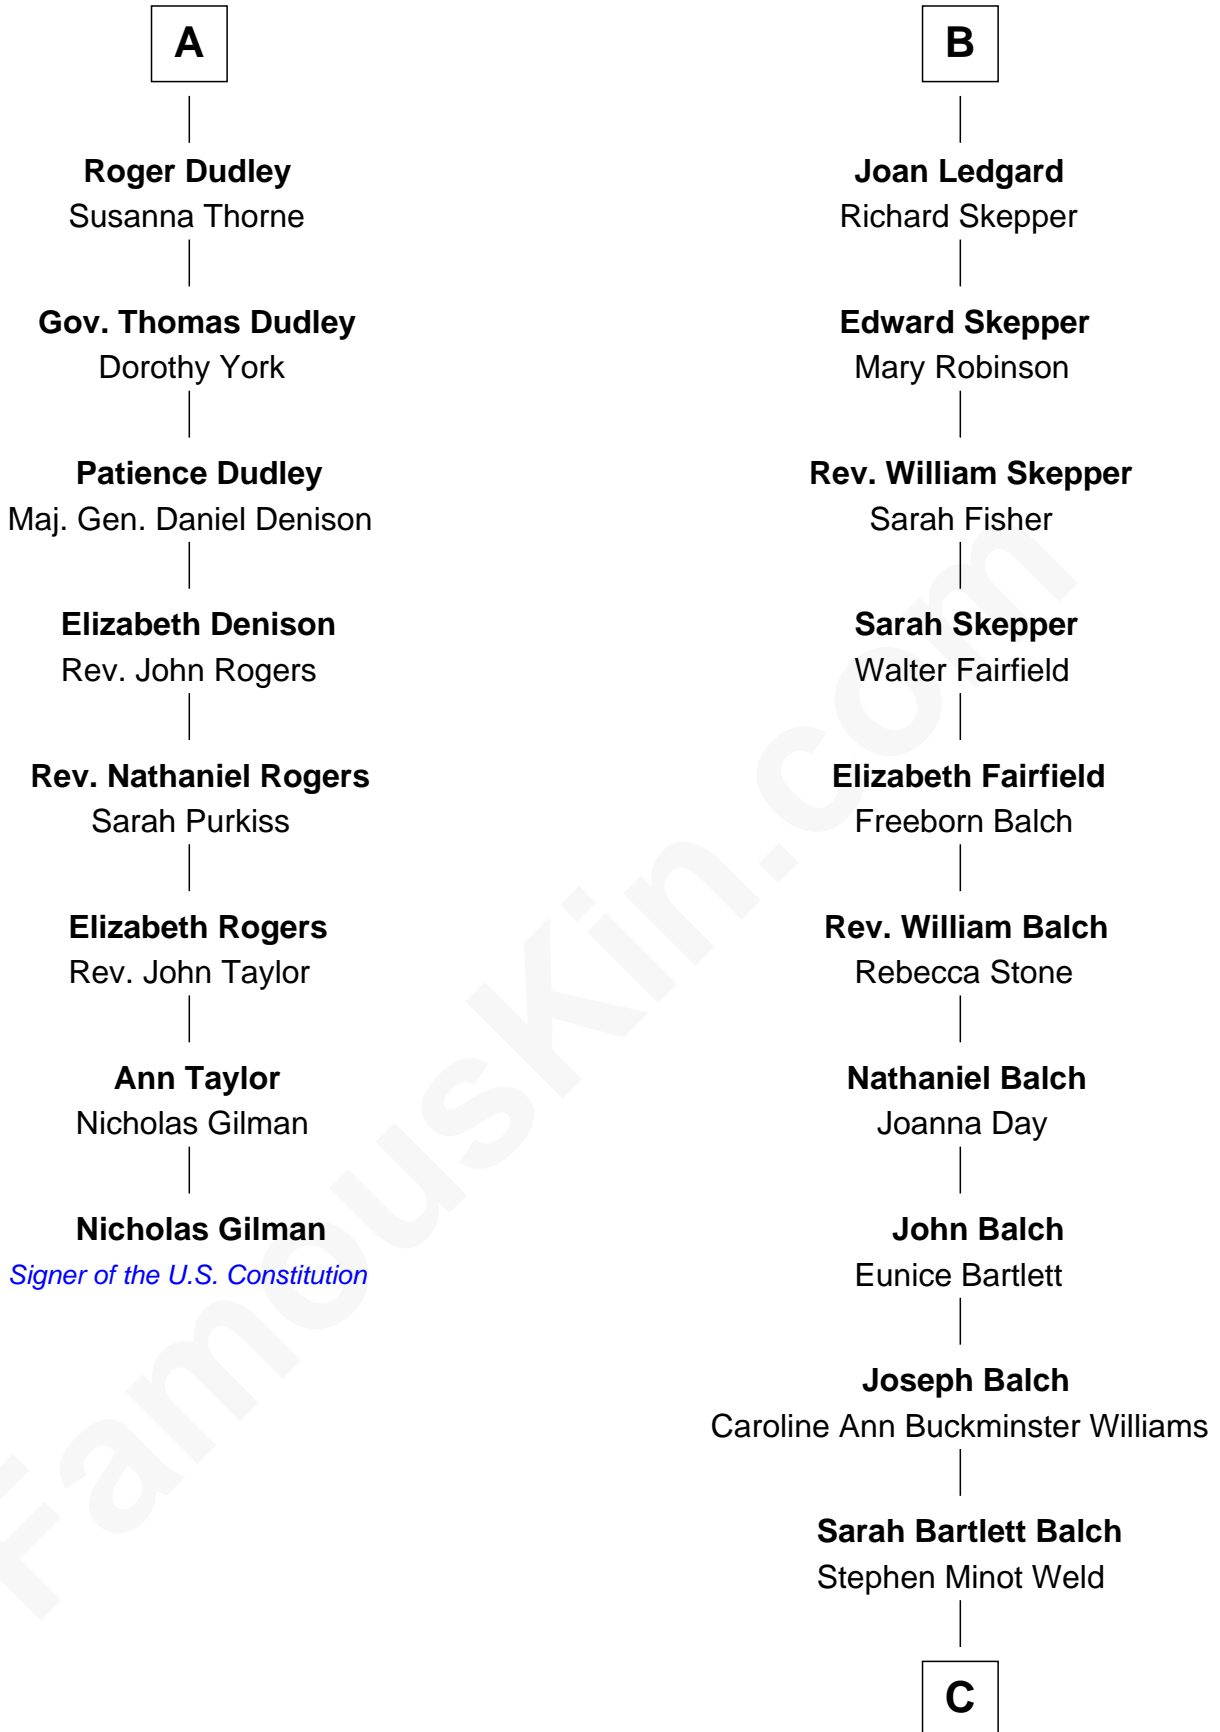 A
Roger Dudley
Susanna Thorne
Gov. Thomas Dudley
Dorothy York
Patience Dudley
Maj. Gen. Daniel Denison
Elizabeth Denison
Rev. John Rogers
Rev. Nathaniel Rogers
Sarah Purkiss
Elizabeth Rogers
Rev. John Taylor
Ann Taylor
Nicholas Gilman
Nicholas Gilman
Signer of the U.S. Constitution
B
Joan Ledgard
Richard Skepper
Edward Skepper
Mary Robinson
Rev. William Skepper
Sarah Fisher
Sarah Skepper
Walter Fairfield
Elizabeth Fairfield
Freeborn Balch
Rev. William Balch
Rebecca Stone
Nathaniel Balch
Joanna Day
John Balch
Eunice Bartlett
Joseph Balch
Caroline Ann Buckminster Williams
Sarah Bartlett Balch
Stephen Minot Weld
C
FamousKin.com